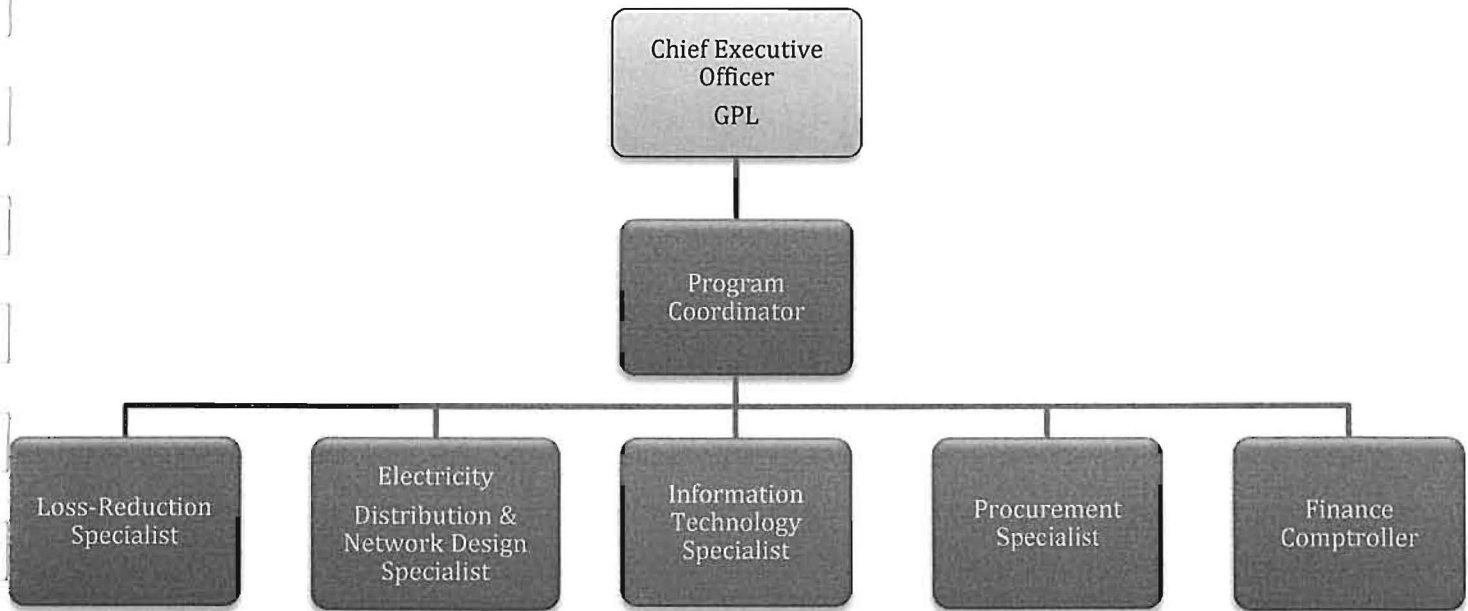 Chief Executive
Officer
GPL
Program
Coordinator
Loss-Reduction
Specialist
Electricity
Distribution &
Network Design
Specialist
Information
Technology
Specialist
Procurement
Specialist
Finance
Comptroller